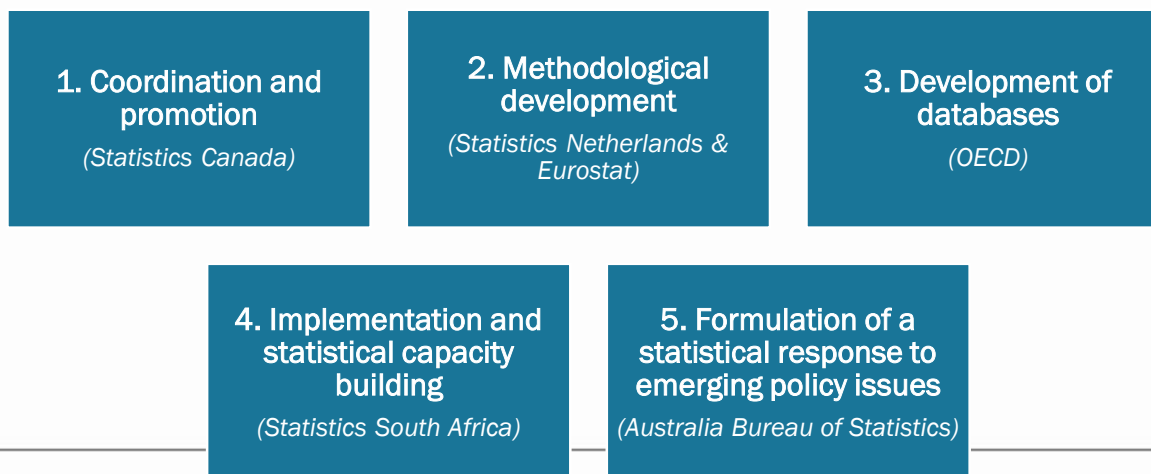 1. Coordination and
promotion
(Statistics Canada)
2. Methodological
development
(Statistics Netherlands &
Eurostat)
3. Development of
databases
(OECD)
4. Implementation and
statistical capacity
building
(Statistics South Africa)
5. Formulation of a
statistical response to
emerging policy issues
(Australia Bureau of Statistics)